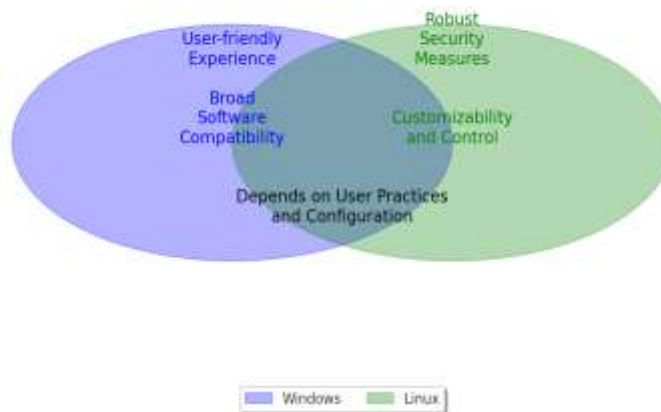 User-friendly
Experience
Broad
Software
Compatibility
Robust
Security
Measures
Customizability
and Control
Depends on User Practices
and Configuration
Windows
Linux